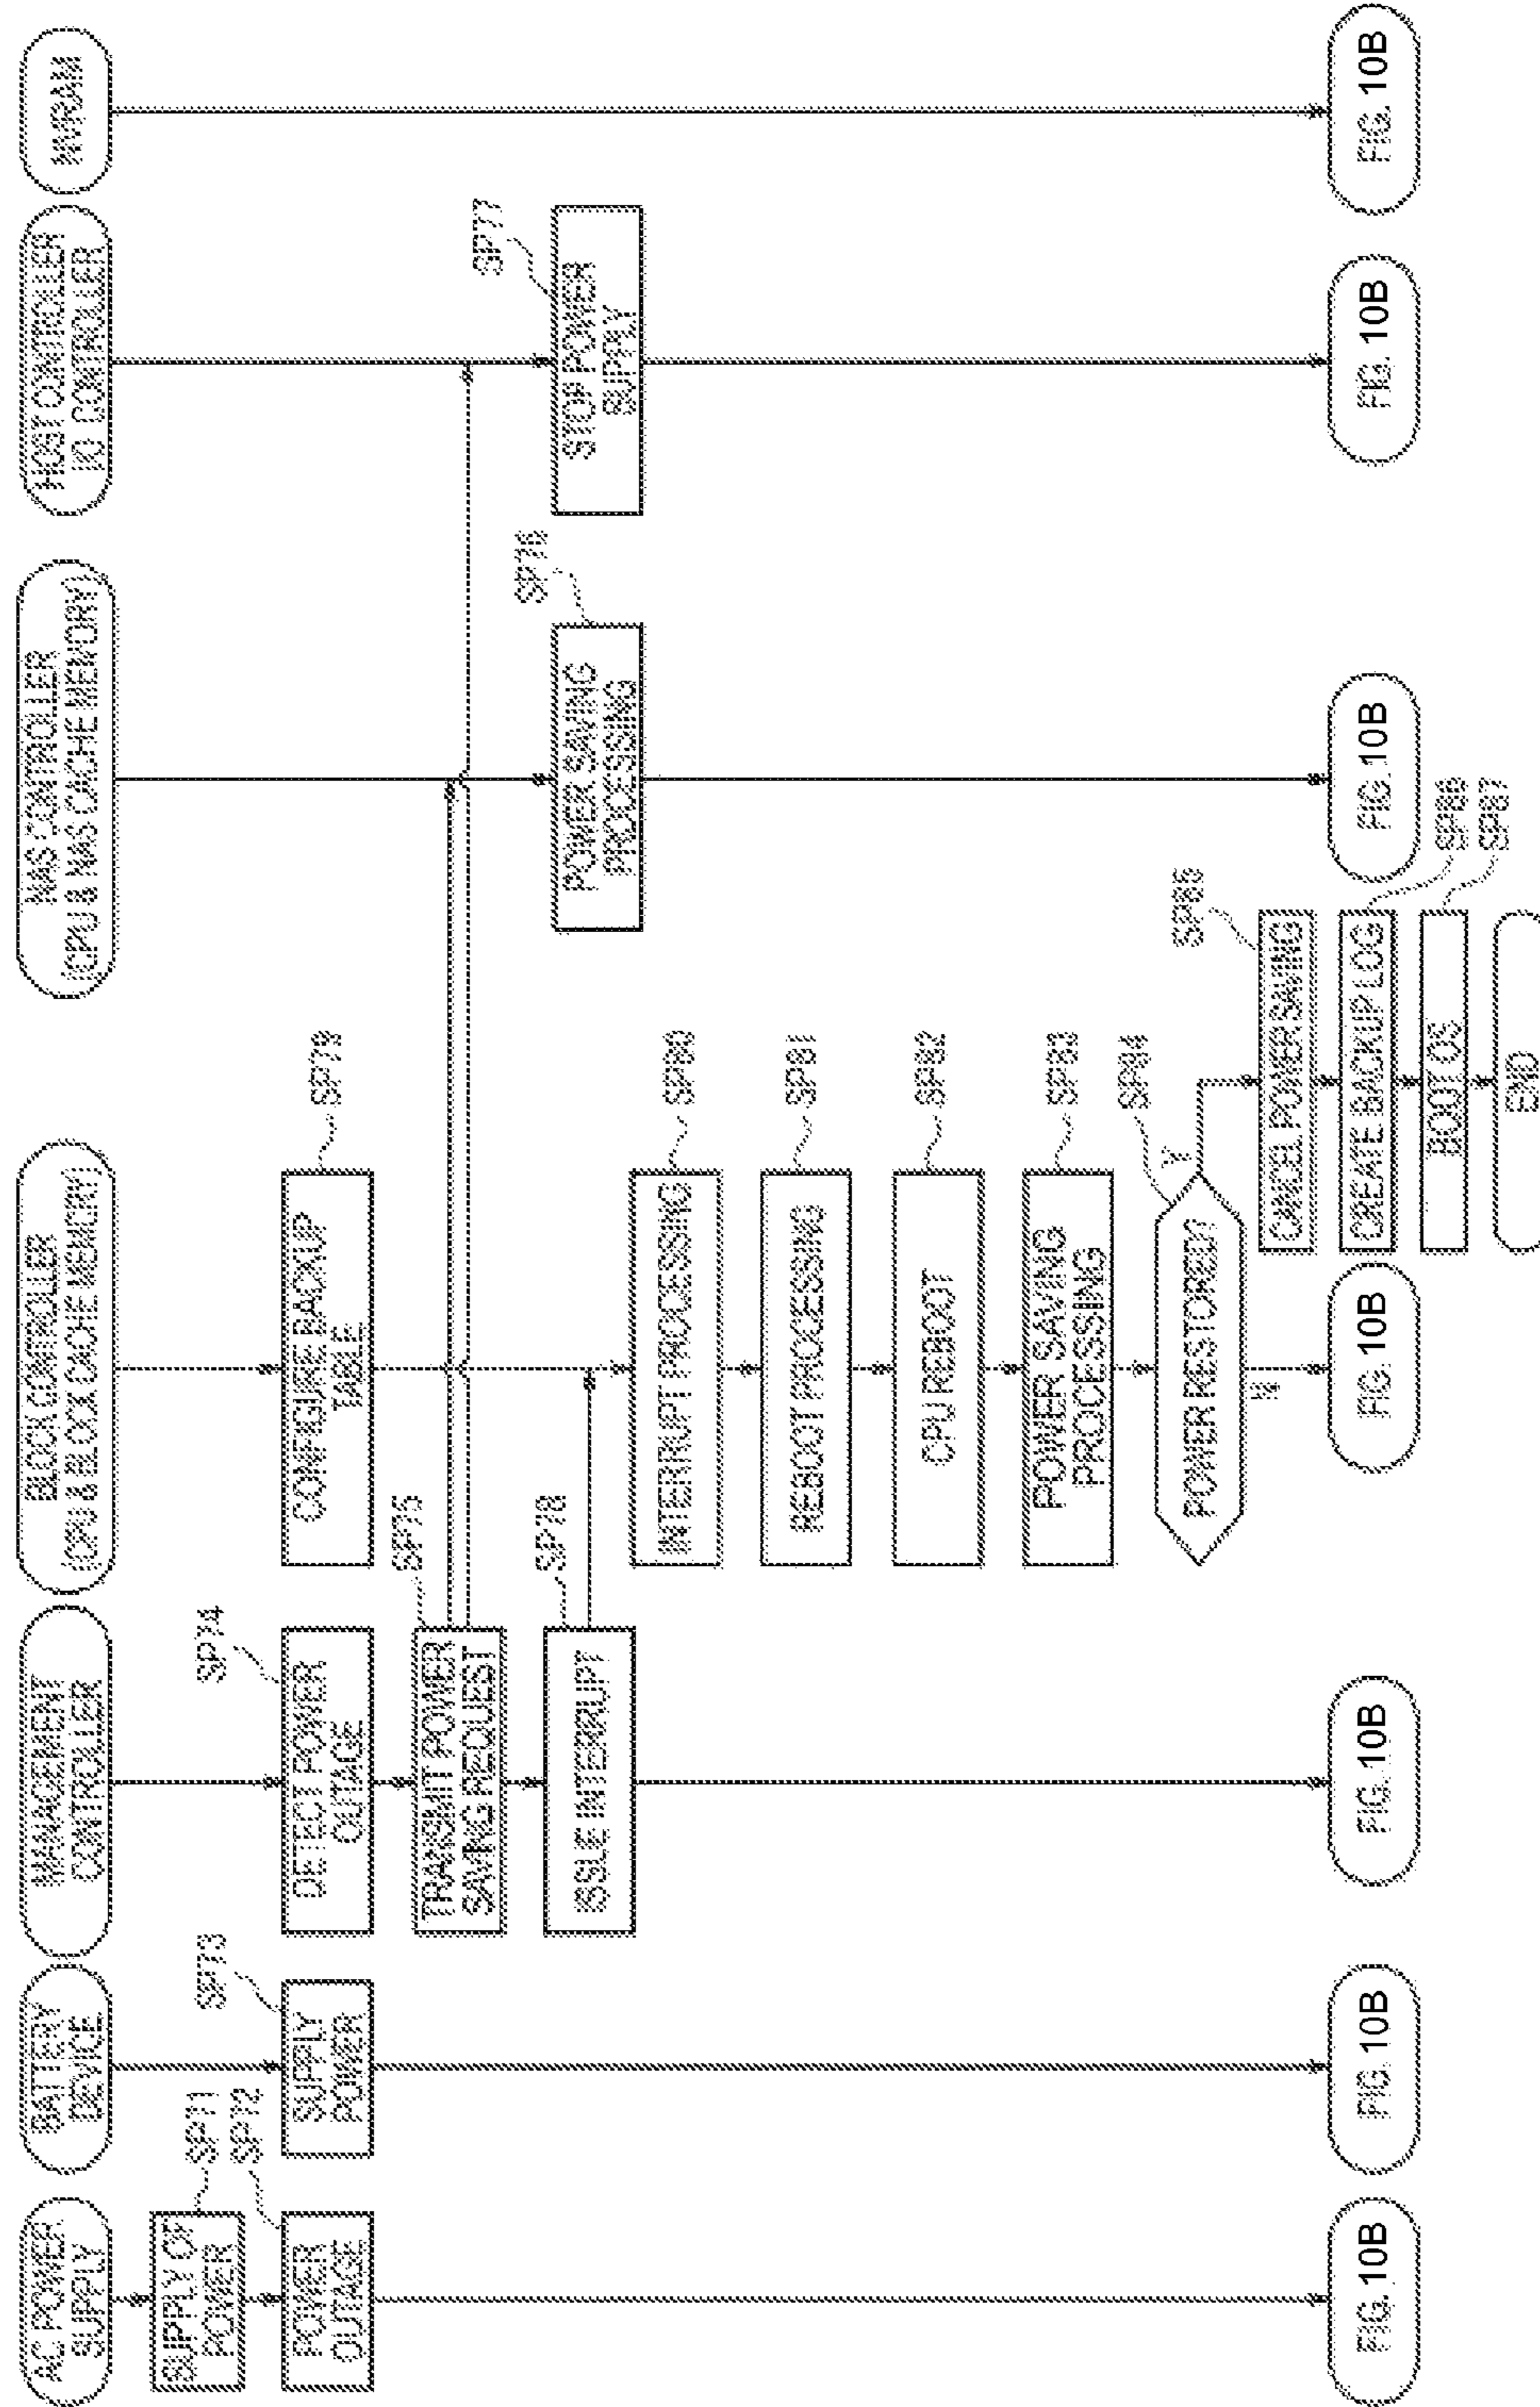 AC POWER
SUPPLY
BATTERY
DEVICE
MANAGEMENT
CONTROLLER
BLOCK CONTROLLER
(CPU & BLOCK CACHE MEMORY)
NAS CONTROLLER
(CPU & NAS CACHE MEMORY)
HOST CONTROLLER
IO CONTROLLER
NVRAM
SUPPLY OF
POWER
SP11
POWER
OUTAGE
SP12
SUPPLY
POWER
SP73
DETECT POWER
OUTAGE
SP74
CONFIGURE BACKUP
TABLE
SP79
TRANSMIT POWER
SAVING REQUEST
SP75
ISSLE INTERRUPT
SP78
POWER SAVING
PROCESSING
SP76
STOP POWER
SUPPLY
SP77
INTERRUPT PROCESSING
SP80
REBOOT PROCESSING
SP81
CPU REBOOT
SP82
POWER SAVING
PROCESSING
SP83
POWER RESTORED?
SP84
Y
N
CANCEL POWER SAVING
SP85
CREATE BACKUP LOG
SP86
BOOT OS
SP87
END
FIG. 10B
FIG. 10B
FIG. 10B
FIG. 10B
FIG. 10B
FIG. 10B
FIG. 10B